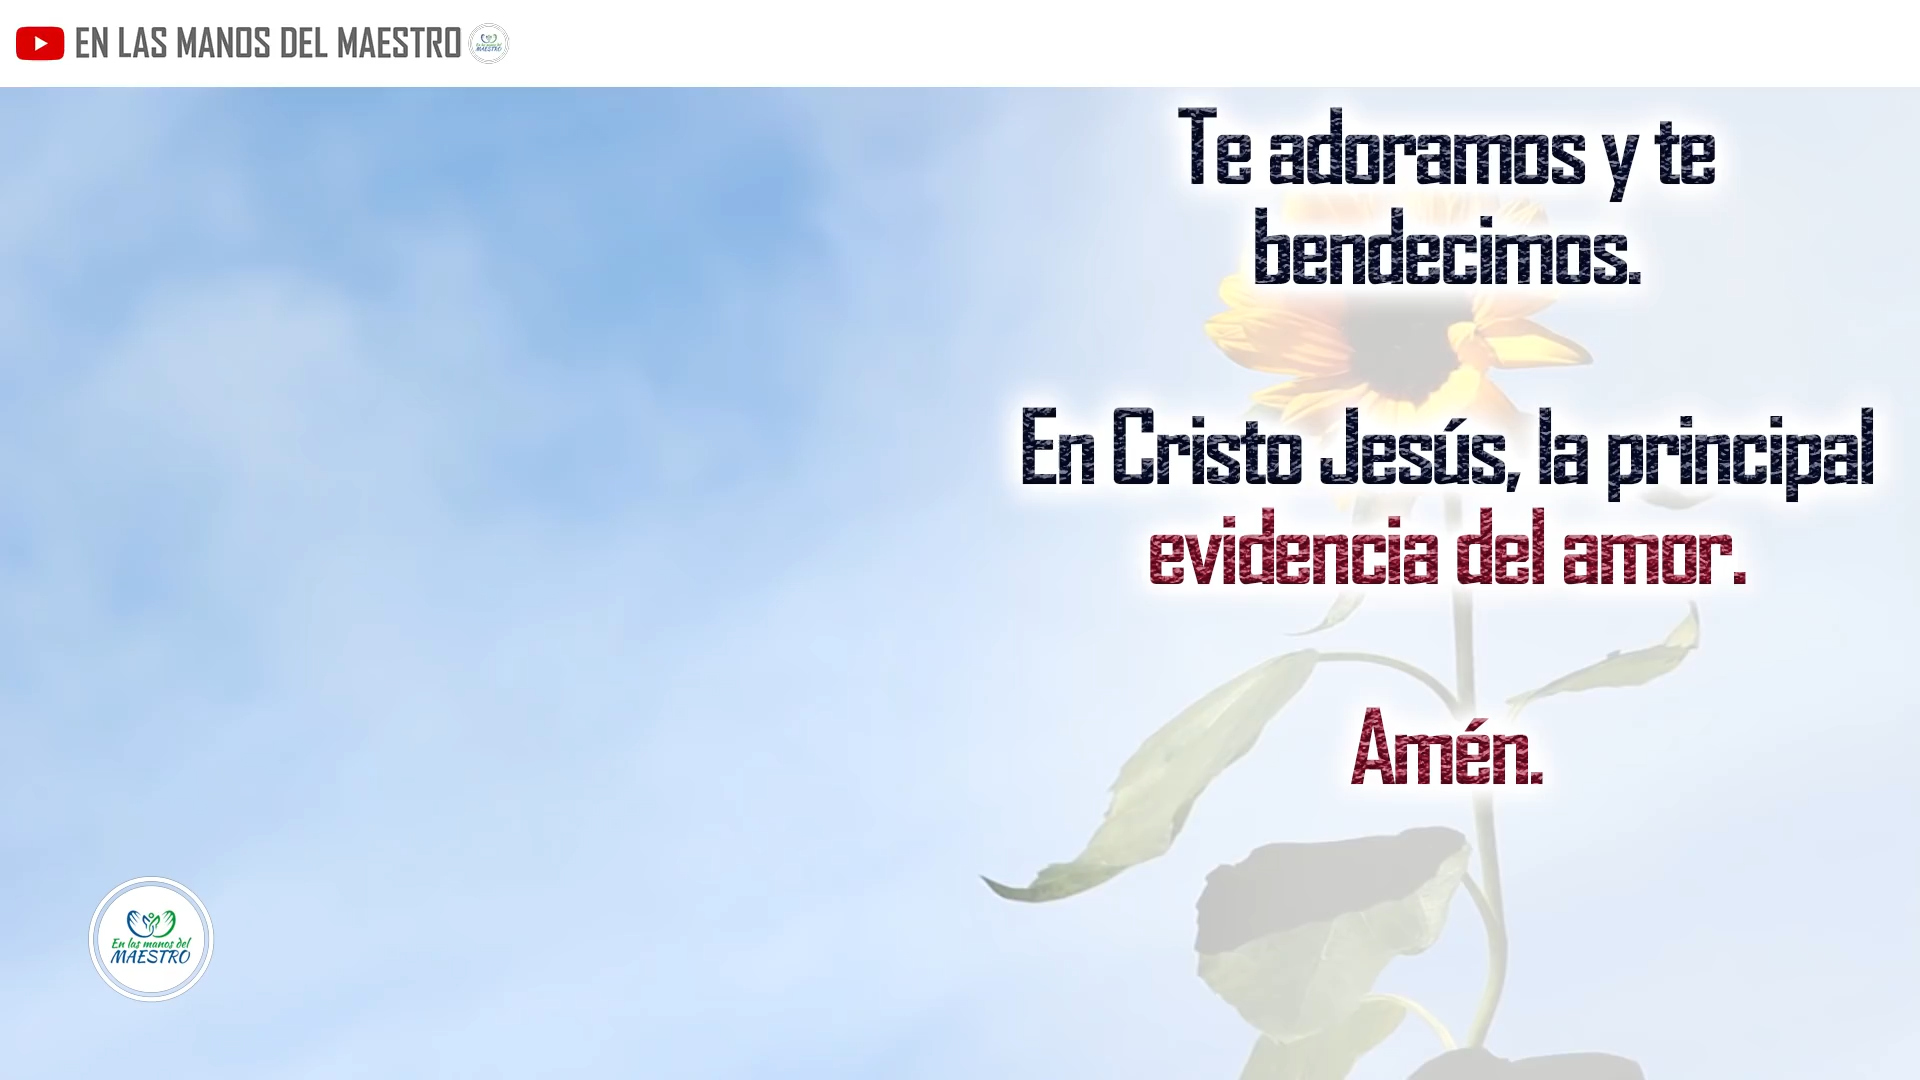 EN LAS MANOS DEL MAESTRO
Te adoramos y te
bendecimos.
En Cristo Jesús, la principal
evidencia del amor.
Amén.
En las manos del
MAESTRO